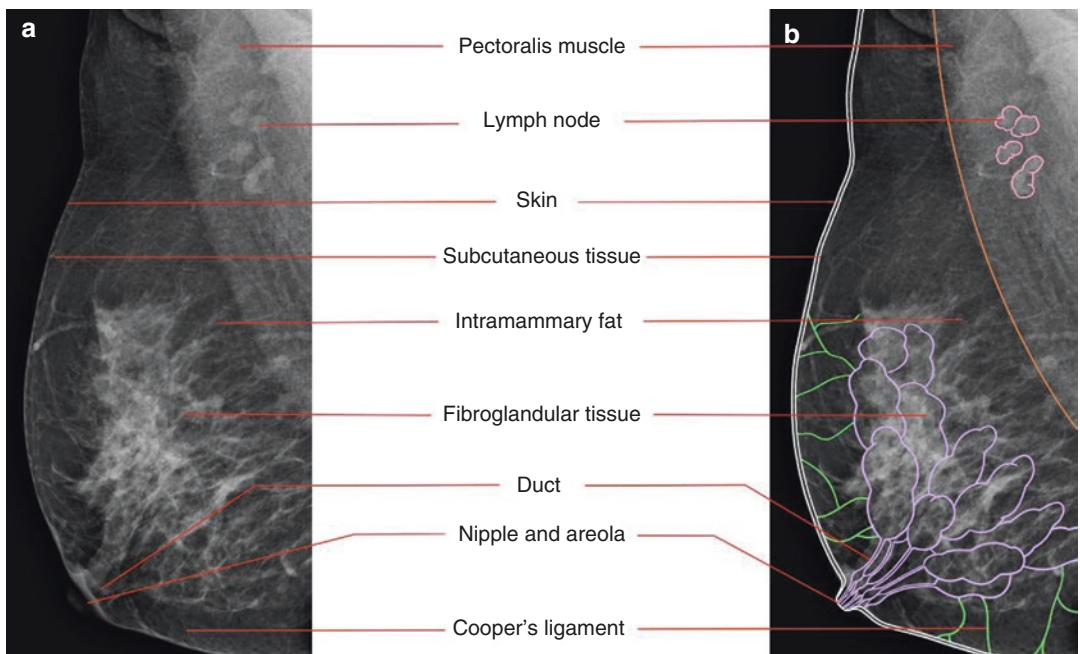 a
b
Pectoralis muscle
Lymph node
Skin
Subcutaneous tissue
Intramammary fat
Fibroglandular tissue
Duct
Nipple and areola
Cooper's ligament